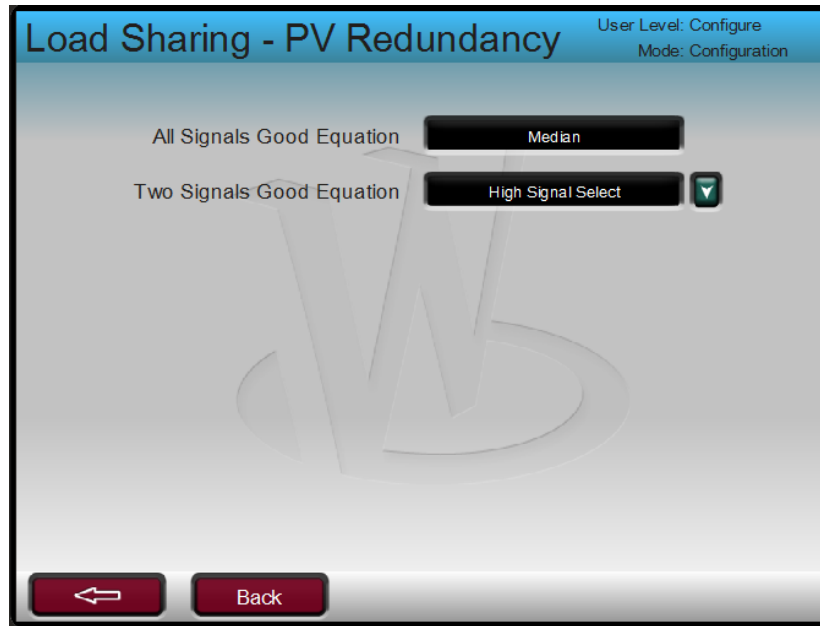 Load Sharing - PV Redundancy
User Level: Configure
Mode: Configuration
All Signals Good Equation Median
Two Signals Good Equation High Signal Select
Back